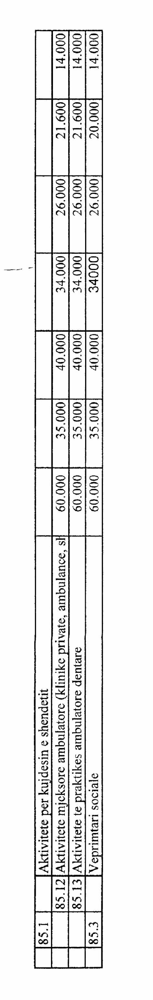 85.1 Aktivitete per kujdesin e shendetit
85.12 Aktivitete mjeksore ambulatore (klinike private, ambulance, sh 60.000 35.000 40.000 34.000 26.000 21.600 14.000
85.13 Aktivitete te praktikes ambulatore dentare 60.000 35.000 40.000 34.000 26.000 21.600 14.000
85.3 Veprimtari sociale 60.000 35.000 40.000 34000 26.000 20.000 14.000